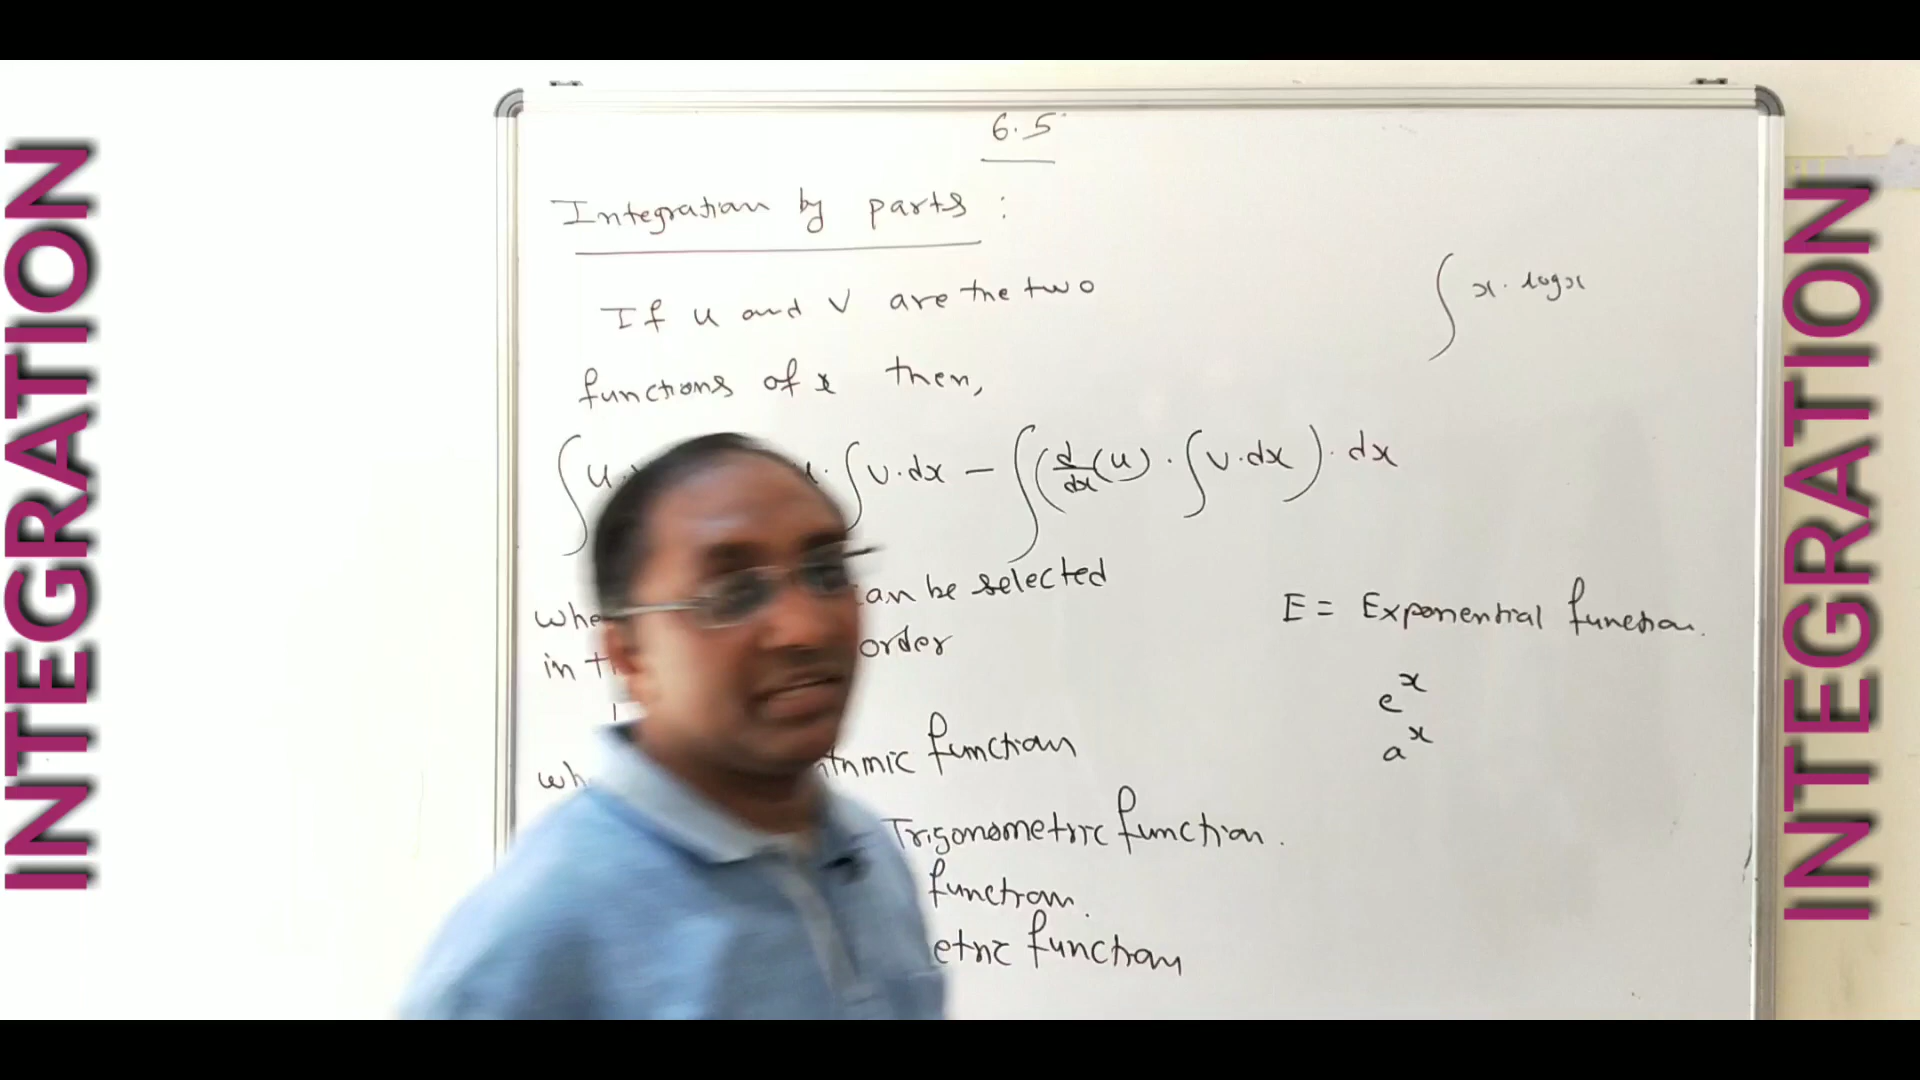 INTEGRATION
6.5
Integration by parts :
If u and v are the two
functions of x then,
∫ x. logx
∫ u ∫ v.dx - ∫ (d/dx (u) . ∫ v.dx) . dx
can be selected
in order
E = Exponential function.
e^x
a^x
function
Trigonometric function.
function.
function
INTEGRATION